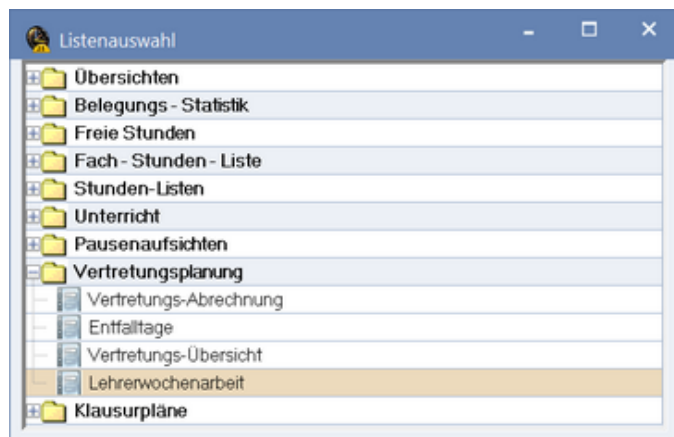 Listenauswahl
Übersichten
Belegungs - Statistik
Freie Stunden
Fach - Stunden - Liste
Stunden-Listen
Unterricht
Pausenaufsichten
Vertretungsplanung
Vertretungs-Abrechnung
Entfalltage
Vertretungs-Übersicht
Lehrerwochenarbeit
Klausurpläne